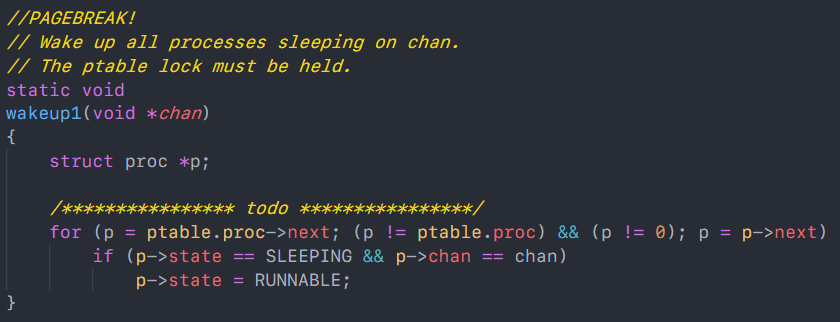 //PAGEBREAK!
// Wake up all processes sleeping on chan.
// The ptable lock must be held.
static void
wakeup1(void *chan)
{
    struct proc *p;

    /**************** todo ****************/
    for (p = ptable.proc->next; (p != ptable.proc) && (p != 0); p = p->next)
        if (p->state == SLEEPING && p->chan == chan)
            p->state = RUNNABLE;
}